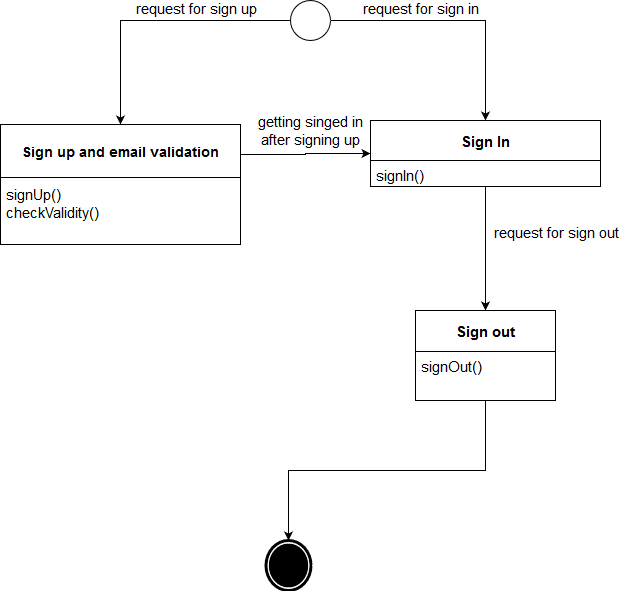 request for sign up
request for sign in
getting singed in
after signing up
Sign up and email validation
signUp()
checkValidity()
Sign In
signIn()
request for sign out
Sign out
signOut()